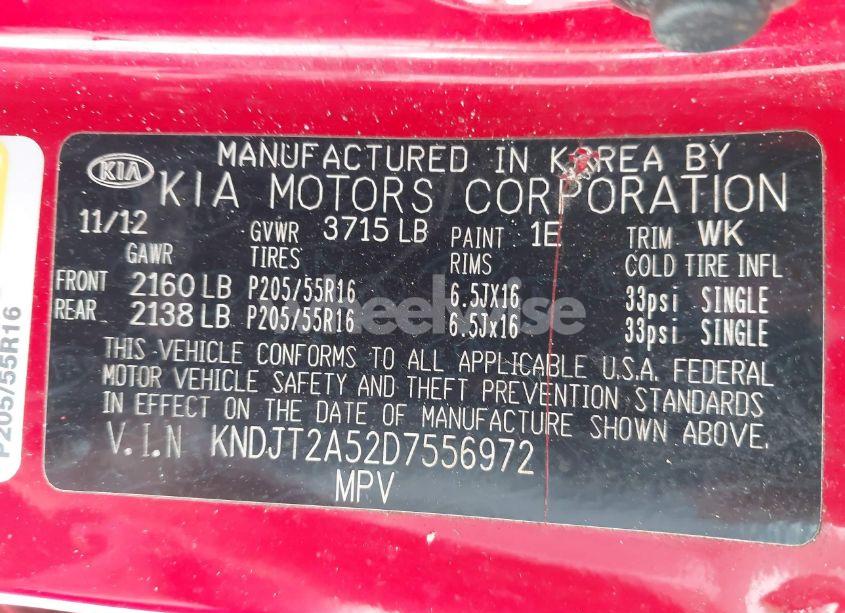 KIA
MANUFACTURED IN KOREA BY
KIA MOTORS CORPORATION
11/12 GVWR 3715 LB PAINT 1E TRIM WK
GAWR TIRES RIMS COLD TIRE INFL
FRONT 2160 LB P205/55R16 6.5JX16 33psi SINGLE
REAR 2138 LB P205/55R16 6.5Jx16 33psi SINGLE
THIS VEHICLE CONFORMS TO ALL APPLICABLE U.S.A. FEDERAL
MOTOR VEHICLE SAFETY AND THEFT PREVENTION STANDARDS
IN EFFECT ON THE DATE OF MANUFACTURE SHOWN ABOVE.
V.I.N KNDJT2A52D7556972
MPV
P205/55R16